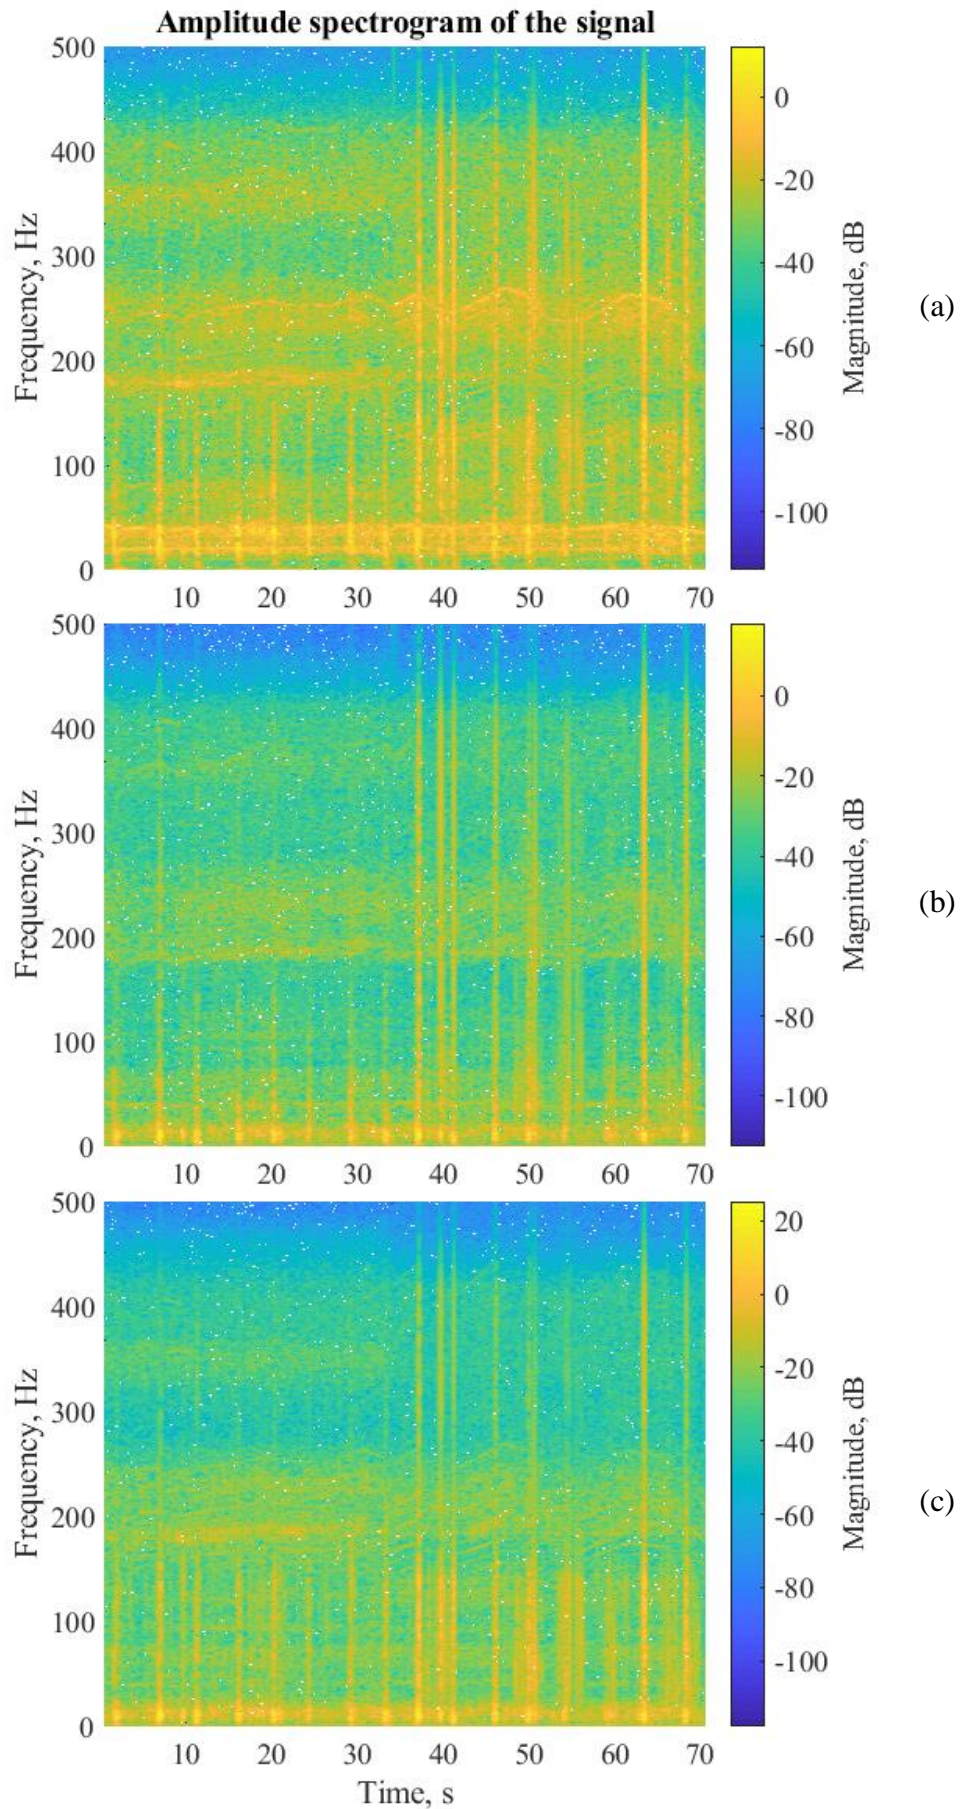 Amplitude spectrogram of the signal
500
400
300
200
100
0
Frequency, Hz
10 20 30 40 50 60 70
0
-20
-40
-60
-80
-100
Magnitude, dB
(a)
500
400
300
200
100
0
Frequency, Hz
10 20 30 40 50 60 70
0
-20
-40
-60
-80
-100
Magnitude, dB
(b)
500
400
300
200
100
0
Frequency, Hz
10 20 30 40 50 60 70
Time, s
20
0
-20
-40
-60
-80
-100
Magnitude, dB
(c)